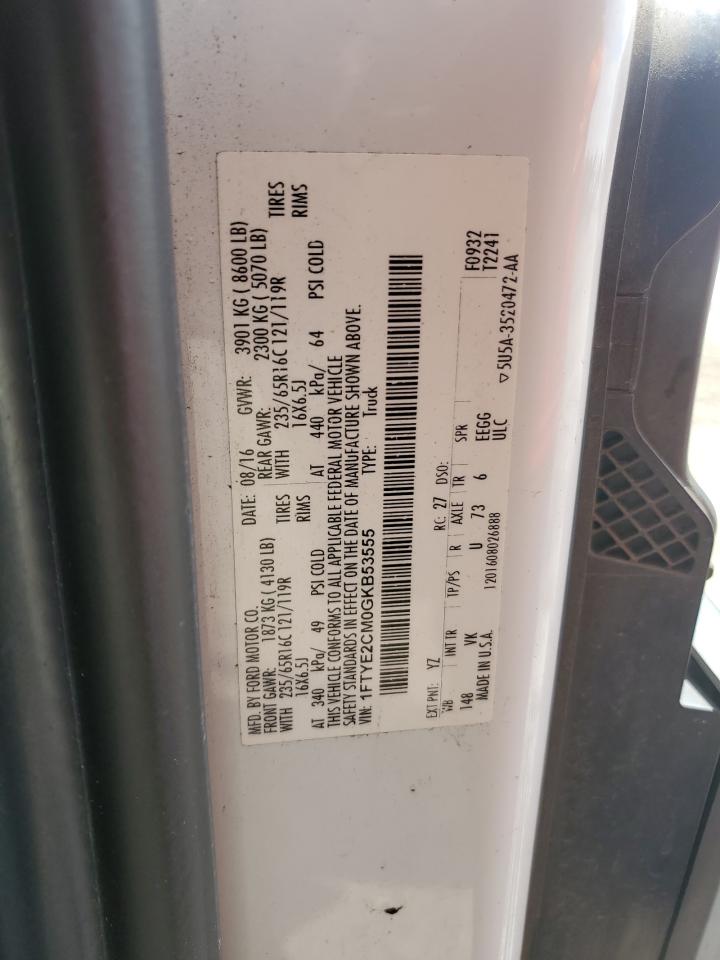 MFD. BY FORD MOTOR CO. DATE: 08/16 GVWR: 3901 KG ( 8600 LB)
FRONT GAWR: 1873 KG ( 4130 LB) REAR GAWR: 2300 KG ( 5070 LB)
WITH 235/65R16C 121/119R TIRES WITH 235/65R16C 121/119R TIRES
16X6.5J RIMS 16X6.5J RIMS
AT 340 kPa/ 49 PSI COLD AT 440 kPa/ 64 PSI COLD
THIS VEHICLE CONFORMS TO ALL APPLICABLE FEDERAL MOTOR VEHICLE
SAFETY STANDARDS IN EFFECT ON THE DATE OF MANUFACTURE SHOWN ABOVE.
VIN: 1FTYE2CM0GKB53555 TYPE: Truck
EXT PNT: YZ RC: 27 DSO: F0932
WB INT TR TP/PS R AXLE TR SPR T2241
148 VK U 73 6 EEGG
MADE IN U.S.A. 1201608026888 ULC ▽5U5A-3520472-AA